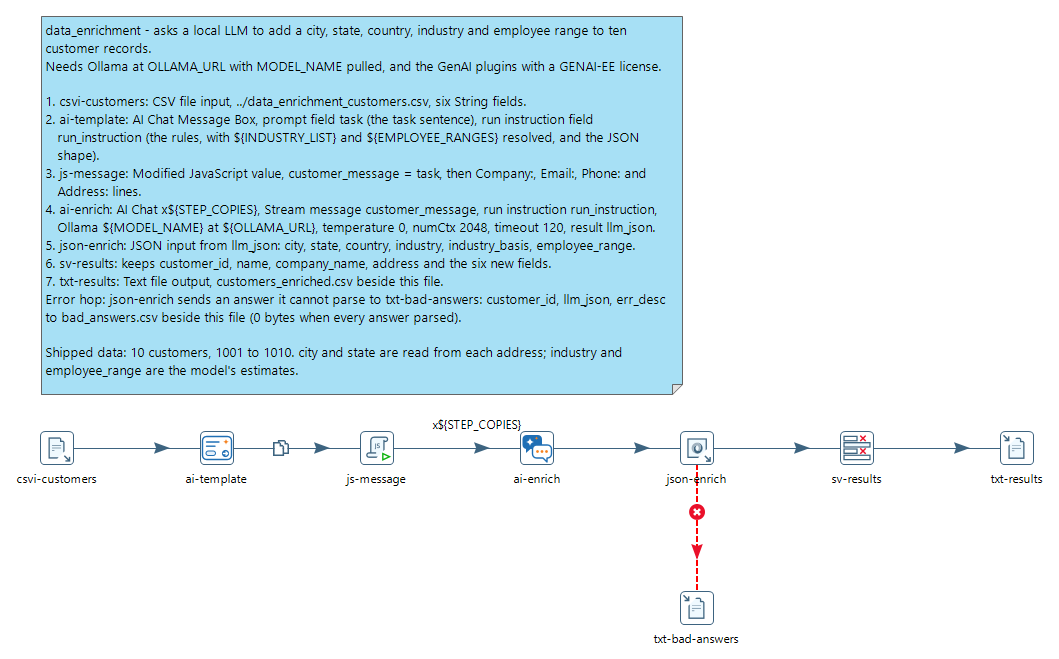 data_enrichment - asks a local LLM to add a city, state, country, industry and employee range to ten
customer records.
Needs Ollama at OLLAMA_URL with MODEL_NAME pulled, and the GenAI plugins with a GENAI-EE license.
1. csvi-customers: CSV file input, ../data_enrichment_customers.csv, six String fields.
2. ai-template: AI Chat Message Box, prompt field task (the task sentence), run instruction field
run_instruction (the rules, with ${INDUSTRY_LIST} and ${EMPLOYEE_RANGES} resolved, and the JSON
shape).
3. js-message: Modified JavaScript value, customer_message = task, then Company:, Email:, Phone: and
Address: lines.
4. ai-enrich: AI Chat x${STEP_COPIES}, Stream message customer_message, run instruction run_instruction,
Ollama ${MODEL_NAME} at ${OLLAMA_URL}, temperature 0, numCtx 2048, timeout 120, result llm_json.
5. json-enrich: JSON input from llm_json: city, state, country, industry, industry_basis, employee_range.
6. sv-results: keeps customer_id, name, company_name, address and the six new fields.
7. txt-results: Text file output, customers_enriched.csv beside this file.
Error hop: json-enrich sends an answer it cannot parse to txt-bad-answers: customer_id, llm_json, err_desc
to bad_answers.csv beside this file (0 bytes when every answer parsed).
Shipped data: 10 customers, 1001 to 1010. city and state are read from each address; industry and
employee_range are the model's estimates.
x${STEP_COPIES}
csvi-customers
ai-template
js-message
ai-enrich
json-enrich
sv-results
txt-results
txt-bad-answers